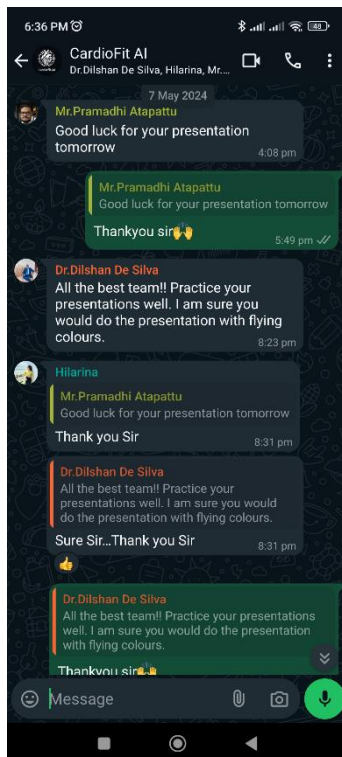 6:36 PM
48
CardioFit AI
Dr.Dilshan De Silva, Hilarina, Mr....
7 May 2024
Mr.Pramadhi Atapattu
Good luck for your presentation
tomorrow
4:08 pm
Mr.Pramadhi Atapattu
Good luck for your presentation tomorrow
Thankyou sir🙌
5:49 pm
Dr.Dilshan De Silva
All the best team!! Practice your
presentations well. I am sure you
would do the presentation with flying
colours.
8:23 pm
Hilarina
Mr.Pramadhi Atapattu
Good luck for your presentation tomorrow
Thank you Sir
8:31 pm
Dr.Dilshan De Silva
All the best team!! Practice your
presentations well. I am sure you would
do the presentation with flying colours.
Sure Sir...Thank you Sir
8:31 pm
👍
Dr.Dilshan De Silva
All the best team!! Practice your presentations
well. I am sure you would do the presentation
with flying colours.
Thankyou sir🙌
Message